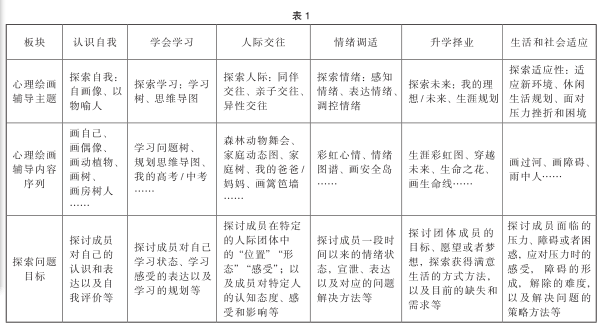 表 1
板块
认识自我
学会学习
人际交往
情绪调适
升学择业
生活和社会适应
心理绘画
辅导主题
探索自我：
自画像、以
物喻人
探索学习：学习
树、思维导图
探索人际：同伴
交往、亲子交往、
异性交往
探索情绪：感知
情绪、表达情绪、
调控情绪
探索未来：我的理
想/未来、生涯规划
探索适应性：适
应新环境、休闲
生活规划、面对
压力挫折和困境
心理绘画
辅导内容
序列
画自己、
画偶像、
画动植物、
画树、
画房树人
……
学习问题树、
规划思维导图、
我的高考/中考
……
森林动物舞会、
家庭动态图、家
庭树、我的爸爸/
妈妈、画篱笆墙
……
彩虹心情、情绪
图谱、画安全岛
……
生涯彩虹图、穿越
未来、生命之花、
画生命线……
画过河、画障碍、
雨中人……
探索问题
目标
探讨成员
对自己的
认识和表
达以及自
我评价等
探讨成员对自己
学习状态、学习
感受的表达以及
学习的规划等
探讨成员在特定
的人际团体中
的“位置”“形
态”“感受”；以
及成员对特定人
的认知态度、感
受和影响等
探讨成员一段时
间以来的情绪状
态，宣泄、表达
以及对应的问题
解决方法等
探讨团体成员的
目标、愿望或者梦
想，探索获得满意
生活的方式方法，
以及目前的缺失和
需求等
探讨成员面临的
压力、障碍或者困
惑，应对压力时的
感受， 障碍的形
成， 解除的难度，
以及解决问题的
策略方法等